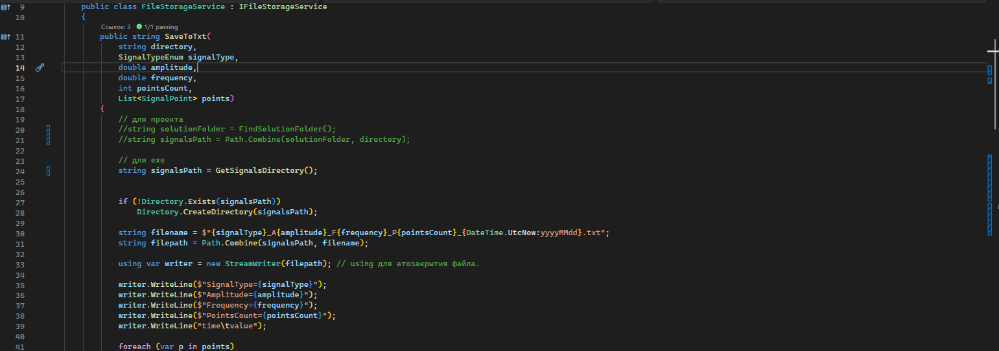 9 public class FileStorageService : IFileStorageService
10 {
Ссылок: 3 | 1/1 passing
11 public string SaveToTxt(
12 string directory,
13 SignalTypeEnum signalType,
14 double amplitude,
15 double frequency,
16 int pointsCount,
17 List<SignalPoint> points)
18 {
19 // для проекта
20 //string solutionFolder = FindSolutionFolder();
21 //string signalsPath = Path.Combine(solutionFolder, directory);
22
23 // для exe
24 string signalsPath = GetSignalsDirectory();
25
26
27 if (!Directory.Exists(signalsPath))
28 Directory.CreateDirectory(signalsPath);
29
30 string filename = $"{signalType}_A{amplitude}_F{frequency}_P{pointsCount}_{DateTime.UtcNow:yyyyMMdd}.txt";
31 string filepath = Path.Combine(signalsPath, filename);
32
33 using var writer = new StreamWriter(filepath); // using для атозакрытия файла.
34
35 writer.WriteLine($"SignalType={signalType}");
36 writer.WriteLine($"Amplitude={amplitude}");
37 writer.WriteLine($"Frequency={frequency}");
38 writer.WriteLine($"PointsCount={pointsCount}");
39 writer.WriteLine("time\tvalue");
40
41 foreach (var p in points)